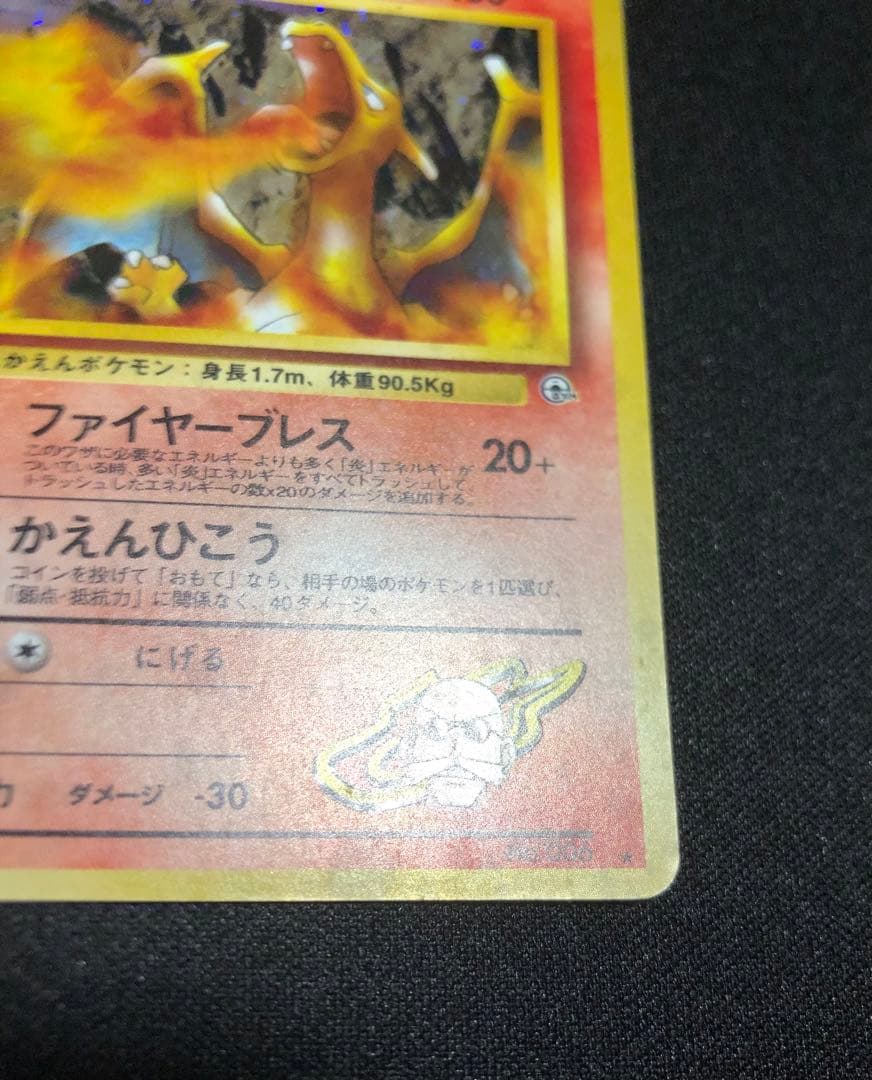 かえんポケモン：身長1.7m、体重90.5Kg
ファイヤーブレス 20+
このワザに必要なエネルギーよりも多く「炎」エネルギーが
ついている時、多い「炎」エネルギーをすべてトラッシュして、
トラッシュしたエネルギーの数×20のダメージを追加する。
かえんひこう
コインを投げて「おもて」なら、相手の場のポケモンを1匹選び、
「弱点・抵抗力」に関係なく、40ダメージ。
にげる
力 ダメージ -30
No.006 ★